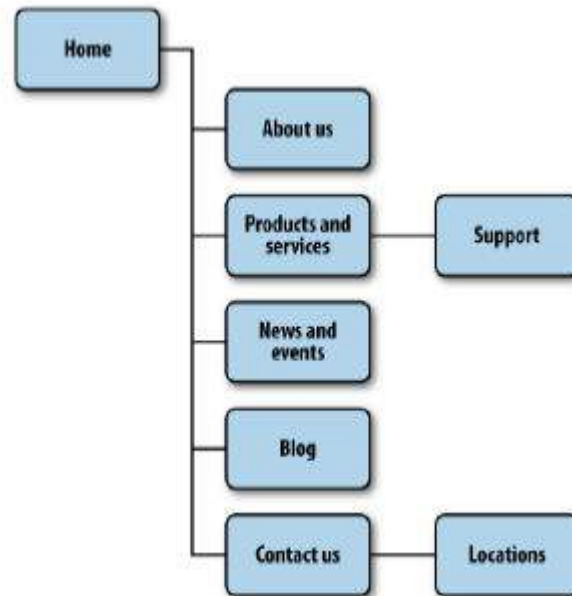 Home
About us
Products and
services
Support
News and
events
Blog
Contact us
Locations